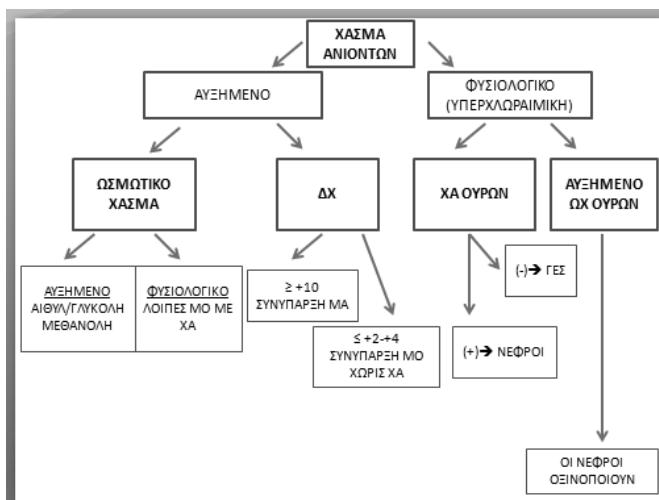 ΧΑΣΜΑ
ΑΝΙΟΝΤΩΝ
ΑΥΞΗΜΕΝΟ
ΦΥΣΙΟΛΟΓΙΚΟ
(ΥΠΕΡΧΛΩΡΑΙΜΙΚΗ)
ΩΣΜΩΤΙΚΟ
ΧΑΣΜΑ
ΔΧ
ΧΑ ΟΥΡΩΝ
ΑΥΞΗΜΕΝΟ
ΩΧ ΟΥΡΩΝ
ΑΥΞΗΜΕΝΟ
ΑΙΘΥΛ/ΓΛΥΚΟΛΗ
ΜΕΘΑΝΟΛΗ
ΦΥΣΙΟΛΟΓΙΚΟ
ΛΟΙΠΕΣ ΜΟ ΜΕ
ΧΑ
≥ +10
ΣΥΝΥΠΑΡΞΗ ΜΑ
≤ +2-+4
ΣΥΝΥΠΑΡΞΗ ΜΟ
ΧΩΡΙΣ ΧΑ
(-)➔ ΓΕΣ
(+)➔ ΝΕΦΡΟΙ
ΟΙ ΝΕΦΡΟΙ
ΟΞΙΝΟΠΟΙΟΥΝ